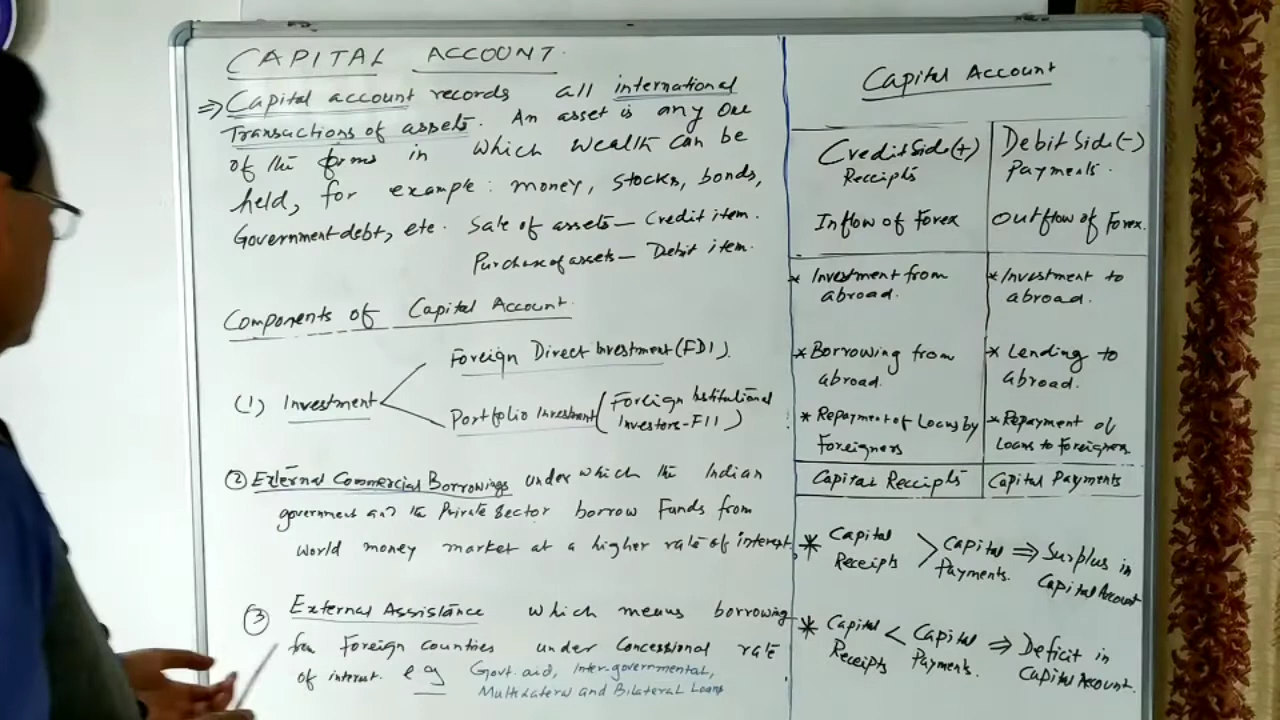 CAPITAL ACCOUNT.
⇒ Capital account records all international
Transactions of assets. An asset is any one
of the forms in which wealth can be
held, for example: money, stocks, bonds,
Government debt, etc. Sale of assets — Credit item.
Purchase of assets — Debit item.
Components of Capital Account.
Foreign Direct Investment (FDI).
(1) Investment
Portfolio Investment (Foreign Institutional
Investors-FII)
② External Commercial Borrowings under which the Indian
government and the Private Sector borrow Funds from
world money market at a higher rate of interest.
③ External Assistance which means borrowing
from Foreign counties under Concessional rate
of interest. e.g Govt. aid, Inter-governmental,
Multilateral and Bilateral Loans
Capital Account
Credit Side (+)
Receipts
Inflow of Forex
Debit Side (-)
Payments.
Outflow of Forex.
* Investment from
abroad.
* Investment to
abroad.
* Borrowing from
abroad.
* Lending to
abroad.
* Repayment of Loans by
Foreigners
* Repayment of
Loans to Foreigners
Capital Receipts
Capital Payments
* Capital Receipts > Capital Payments. ⇒ Surplus in Capital Account
* Capital Receipts < Capital Payments. ⇒ Deficit in Capital Account.